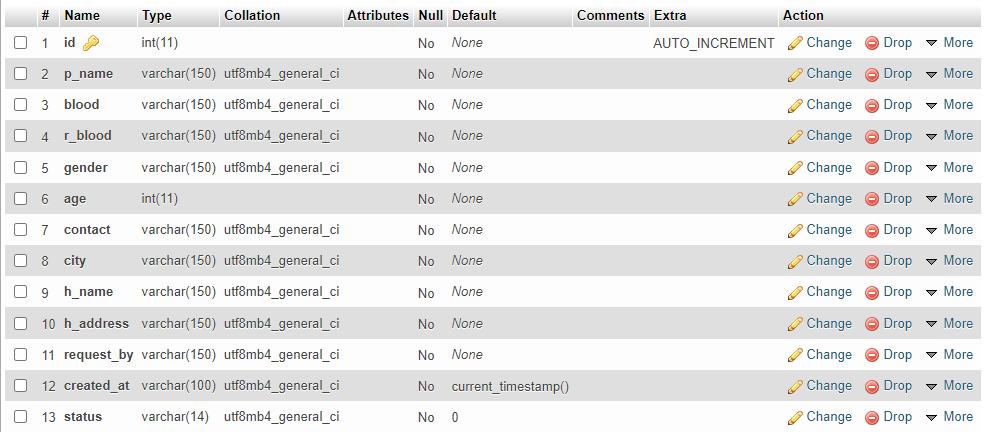 # Name Type Collation Attributes Null Default Comments Extra Action
1 id int(11) No None AUTO_INCREMENT Change Drop More
2 p_name varchar(150) utf8mb4_general_ci No None Change Drop More
3 blood varchar(150) utf8mb4_general_ci No None Change Drop More
4 r_blood varchar(150) utf8mb4_general_ci No None Change Drop More
5 gender varchar(150) utf8mb4_general_ci No None Change Drop More
6 age int(11) No None Change Drop More
7 contact varchar(150) utf8mb4_general_ci No None Change Drop More
8 city varchar(150) utf8mb4_general_ci No None Change Drop More
9 h_name varchar(150) utf8mb4_general_ci No None Change Drop More
10 h_address varchar(150) utf8mb4_general_ci No None Change Drop More
11 request_by varchar(150) utf8mb4_general_ci No None Change Drop More
12 created_at varchar(100) utf8mb4_general_ci No current_timestamp() Change Drop More
13 status varchar(14) utf8mb4_general_ci No 0 Change Drop More